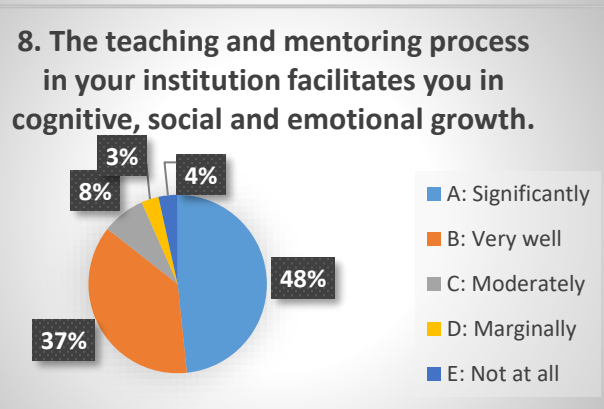 8. The teaching and mentoring process
in your institution facilitates you in
cognitive, social and emotional growth.
3%
4%
8%
48%
37%
A: Significantly
B: Very well
C: Moderately
D: Marginally
E: Not at all